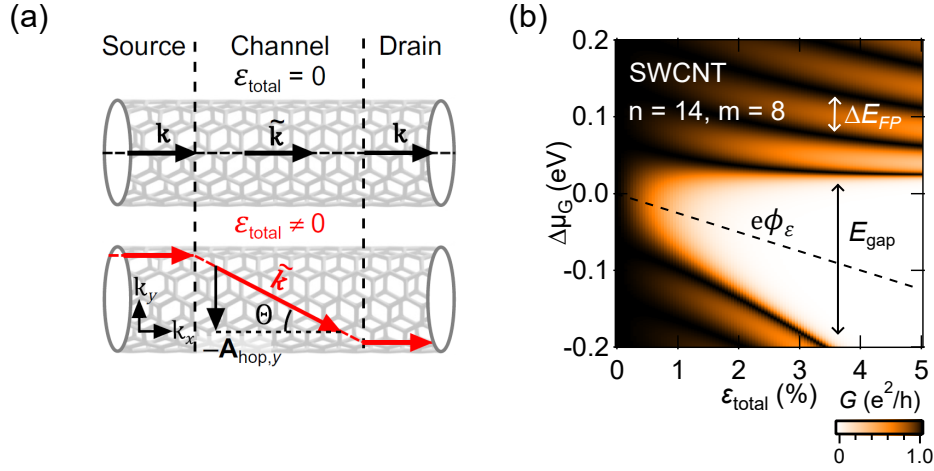 (a)
Source Channel Drain
ε_total = 0
k k̃ k
ε_total ≠ 0
k̃
k_y
Θ
k_x
−A_hop,y
(b)
0.2
SWCNT
n = 14, m = 8
0.1
ΔE_FP
Δμ_G (eV)
0.0
eϕ_ε
E_gap
-0.1
-0.2
0 1 2 3 4 5
ε_total (%)
G (e²/h)
0 1.0